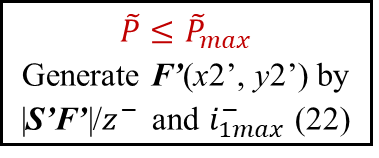 P̃ ≤ P̃ₘₐₓ
Generate F’(x2’, y2’) by
|S’F’|/z⁻ and i⁻₁ₘₐₓ (22)